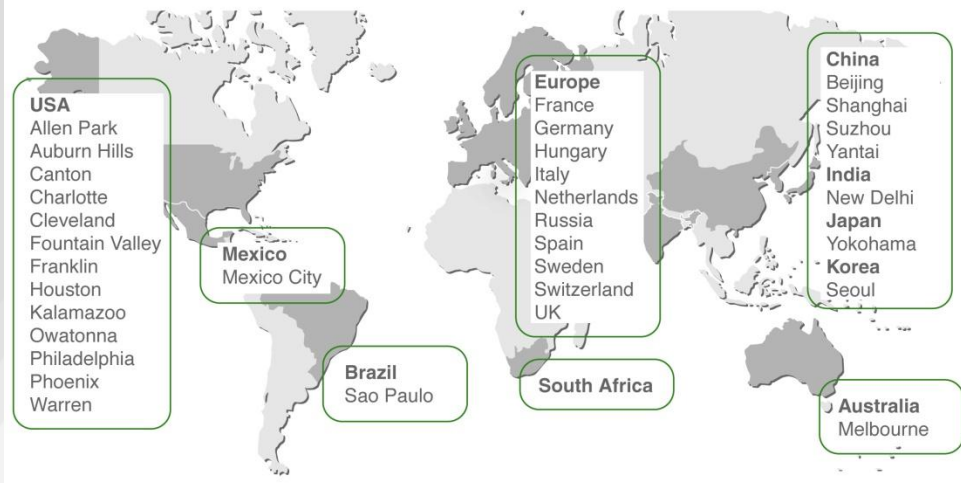 USA
Allen Park
Auburn Hills
Canton
Charlotte
Cleveland
Fountain Valley
Franklin
Houston
Kalamazoo
Owatonna
Philadelphia
Phoenix
Warren
Mexico
Mexico City
Brazil
Sao Paulo
Europe
France
Germany
Hungary
Italy
Netherlands
Russia
Spain
Sweden
Switzerland
UK
South Africa
China
Beijing
Shanghai
Suzhou
Yantai
India
New Delhi
Japan
Yokohama
Korea
Seoul
Australia
Melbourne